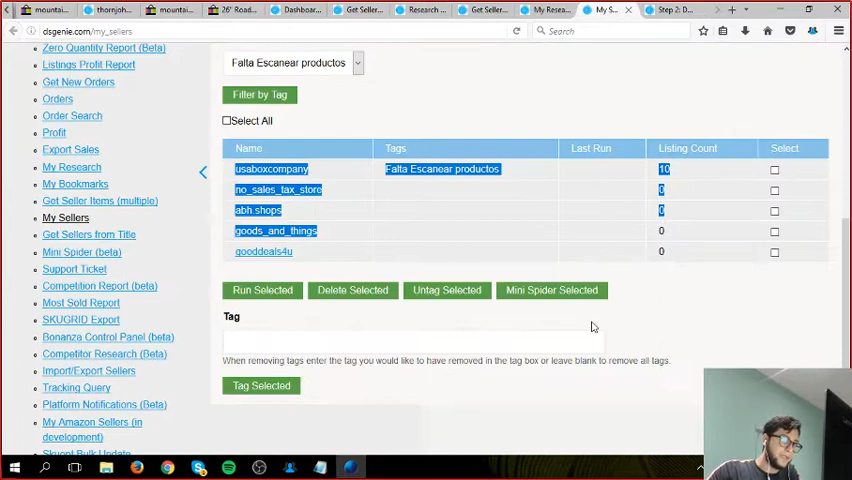 mountai...
thornjoh...
mountai...
26" Road...
Dashboar...
Get Seller...
Research ...
Get Seller...
My Resea...
My S...
Step 2: D...
dsgenie.com/my_sellers
Search
Zero Quantity Report (Beta)
Listings Profit Report
Get New Orders
Orders
Order Search
Profit
Export Sales
My Research
My Bookmarks
Get Seller Items (multiple)
My Sellers
Get Sellers from Title
Mini Spider (beta)
Support Ticket
Competition Report (beta)
Most Sold Report
SKUGRID Export
Bonanza Control Panel (beta)
Competitor Research (Beta)
Import/Export Sellers
Tracking Query
Platform Notifications (Beta)
My Amazon Sellers (in
development)
Falta Escanear productos
Filter by Tag
Select All
Name Tags Last Run Listing Count Select
usaboxcompany Falta Escanear productos 10
no_sales_tax_store 0
abh.shops 0
goods_and_things 0
gooddeals4u 0
Run Selected Delete Selected Untag Selected Mini Spider Selected
Tag
When removing tags enter the tag you would like to have removed in the tag box or leave blank to remove all tags.
Tag Selected